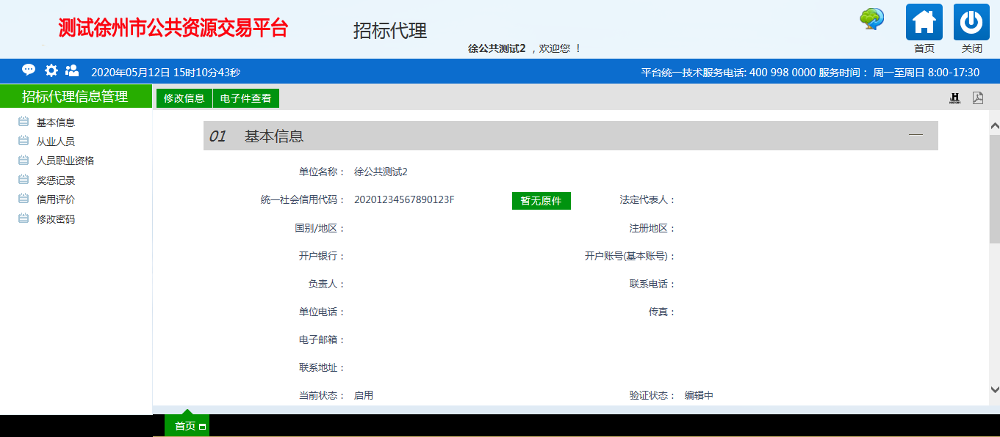 测试徐州市公共资源交易平台
招标代理
徐公共测试2 ，欢迎您 ！
首页
关闭
2020年05月12日 15时10分43秒
平台统一技术服务电话: 400 998 0000 服务时间： 周一至周日 8:00-17:30
招标代理信息管理
修改信息 电子件查看
基本信息
从业人员
人员职业资格
奖惩记录
信用评价
修改密码
01 基本信息
单位名称： 徐公共测试2
统一社会信用代码： 20201234567890123F 暂无原件 法定代表人：
国别/地区： 注册地区：
开户银行： 开户账号(基本账号)：
负责人： 联系电话：
单位电话： 传真：
电子邮箱：
联系地址：
当前状态： 启用 验证状态： 编辑中
首页